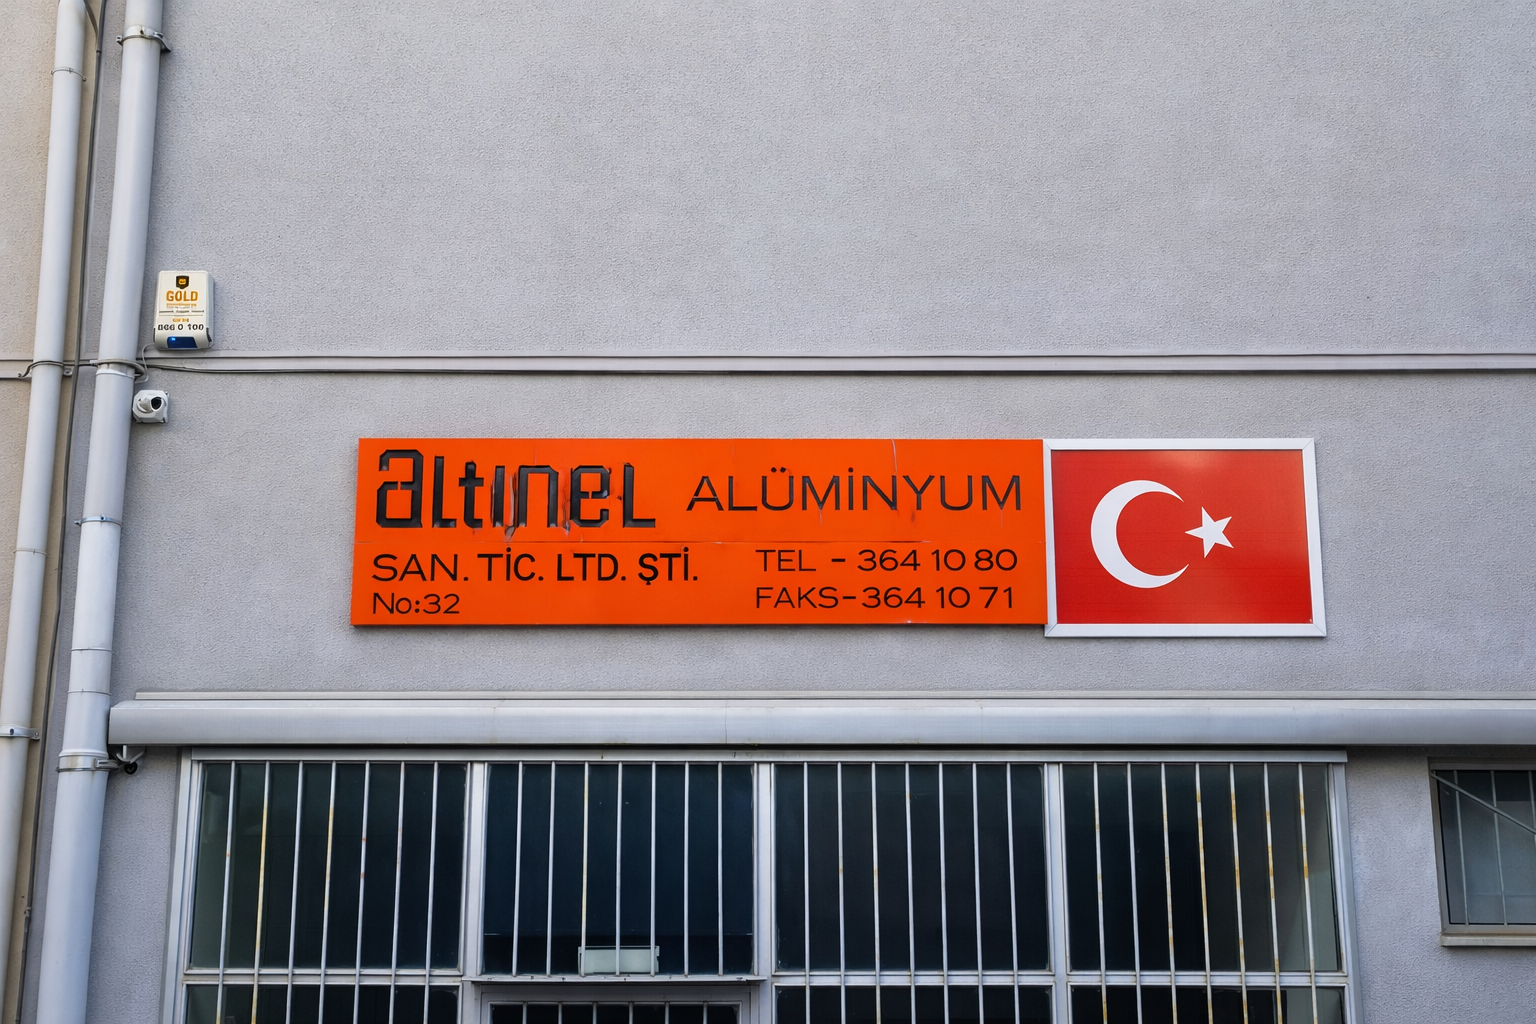 GOLD
altınel ALÜMİNYUM
SAN. TİC. LTD. ŞTİ.
No:32
TEL - 364 10 80
FAKS-364 10 71